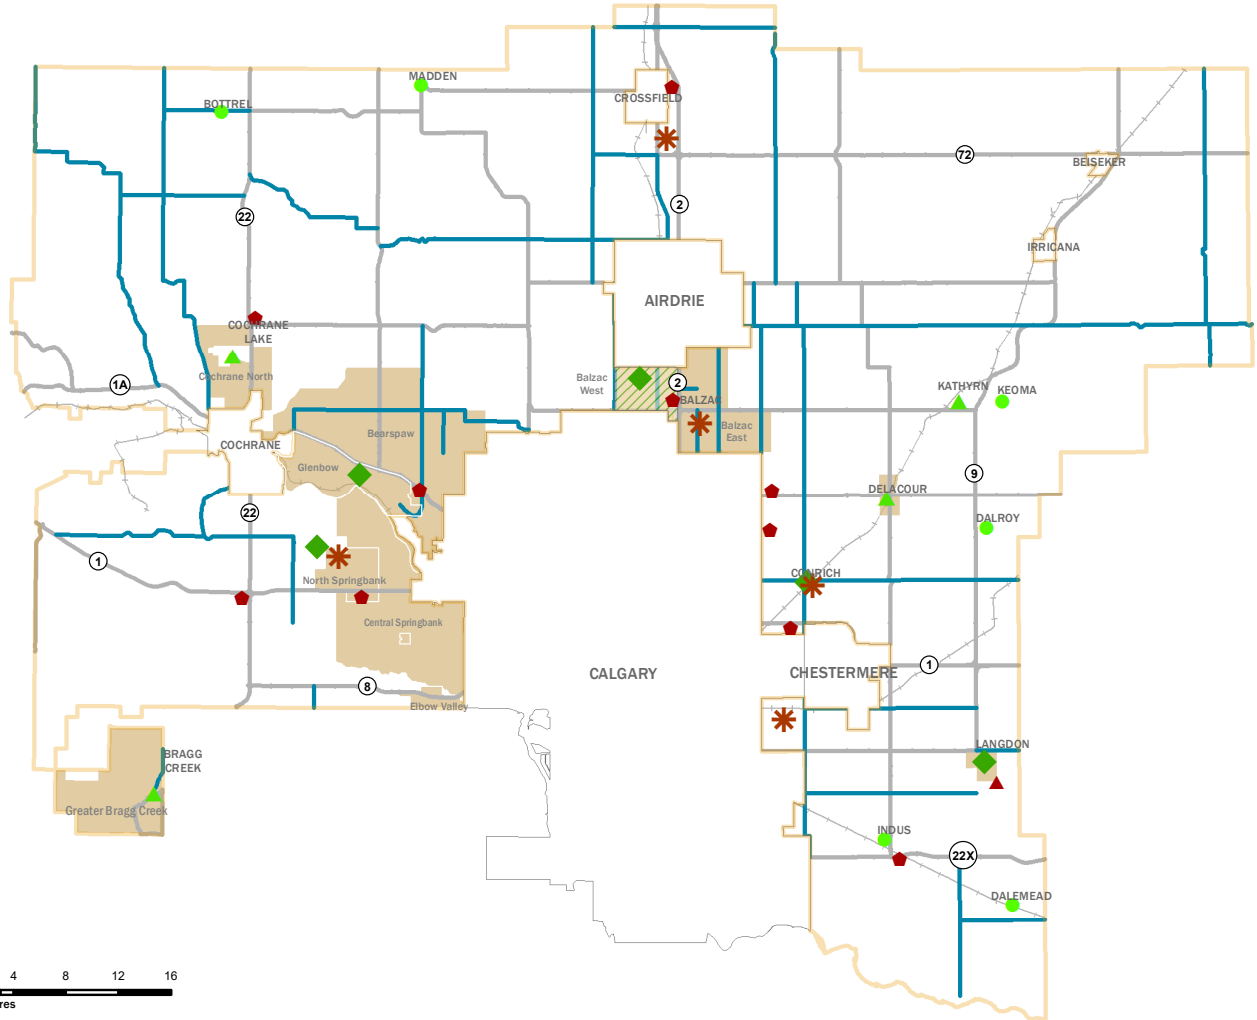 MADDEN
BOTTREL
CROSSFIELD
72
BEISEKER
2
22
IRRICANA
AIRDRIE
COCHRANE
LAKE
Cochrane North
1A
Balzac
West
2
BALZAC
KATHYRN
KEOMA
Balzac
East
Bearspaw
COCHRANE
Glenbow
9
DELACOUR
22
DALROY
1
CONRICH
North Springbank
Central Springbank
CALGARY
CHESTERMERE
1
8
Elbow Valley
BRAGG
CREEK
LANGDON
Greater Bragg Creek
INDUS
22X
DALEMEAD
4 8 12 16
res